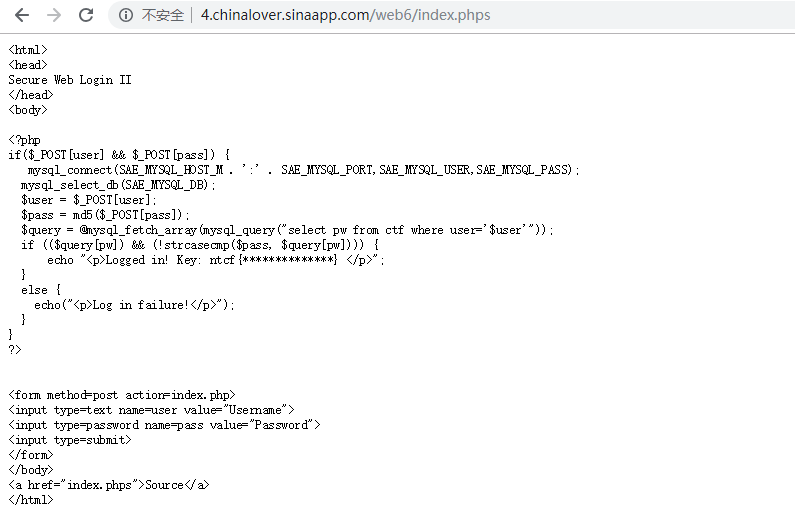 不安全 4.chinalover.sinaapp.com/web6/index.phps
<html>
<head>
Secure Web Login II
</head>
<body>
<?php
if($_POST[user] && $_POST[pass]) {
mysql_connect(SAE_MYSQL_HOST_M . ':' . SAE_MYSQL_PORT,SAE_MYSQL_USER,SAE_MYSQL_PASS);
mysql_select_db(SAE_MYSQL_DB);
$user = $_POST[user];
$pass = md5($_POST[pass]);
$query = @mysql_fetch_array(mysql_query("select pw from ctf where user='$user'"));
if (($query[pw]) && (!strcasecmp($pass, $query[pw]))) {
echo "<p>Logged in! Key: ntcf{**************} </p>";
}
else {
echo("<p>Log in failure!</p>");
}
}
?>
<form method=post action=index.php>
<input type=text name=user value="Username">
<input type=password name=pass value="Password">
<input type=submit>
</form>
</body>
<a href="index.phps">Source</a>
</html>